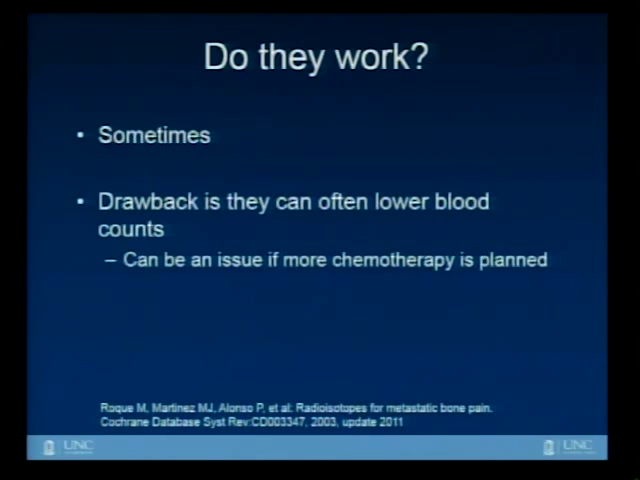 Do they work?
• Sometimes
• Drawback is they can often lower blood
counts
– Can be an issue if more chemotherapy is planned
Roque M, Martinez MJ, Alonso P, et al: Radioisotopes for metastatic bone pain.
Cochrane Database Syst Rev:CD003347, 2003, update 2011
UNC UNC